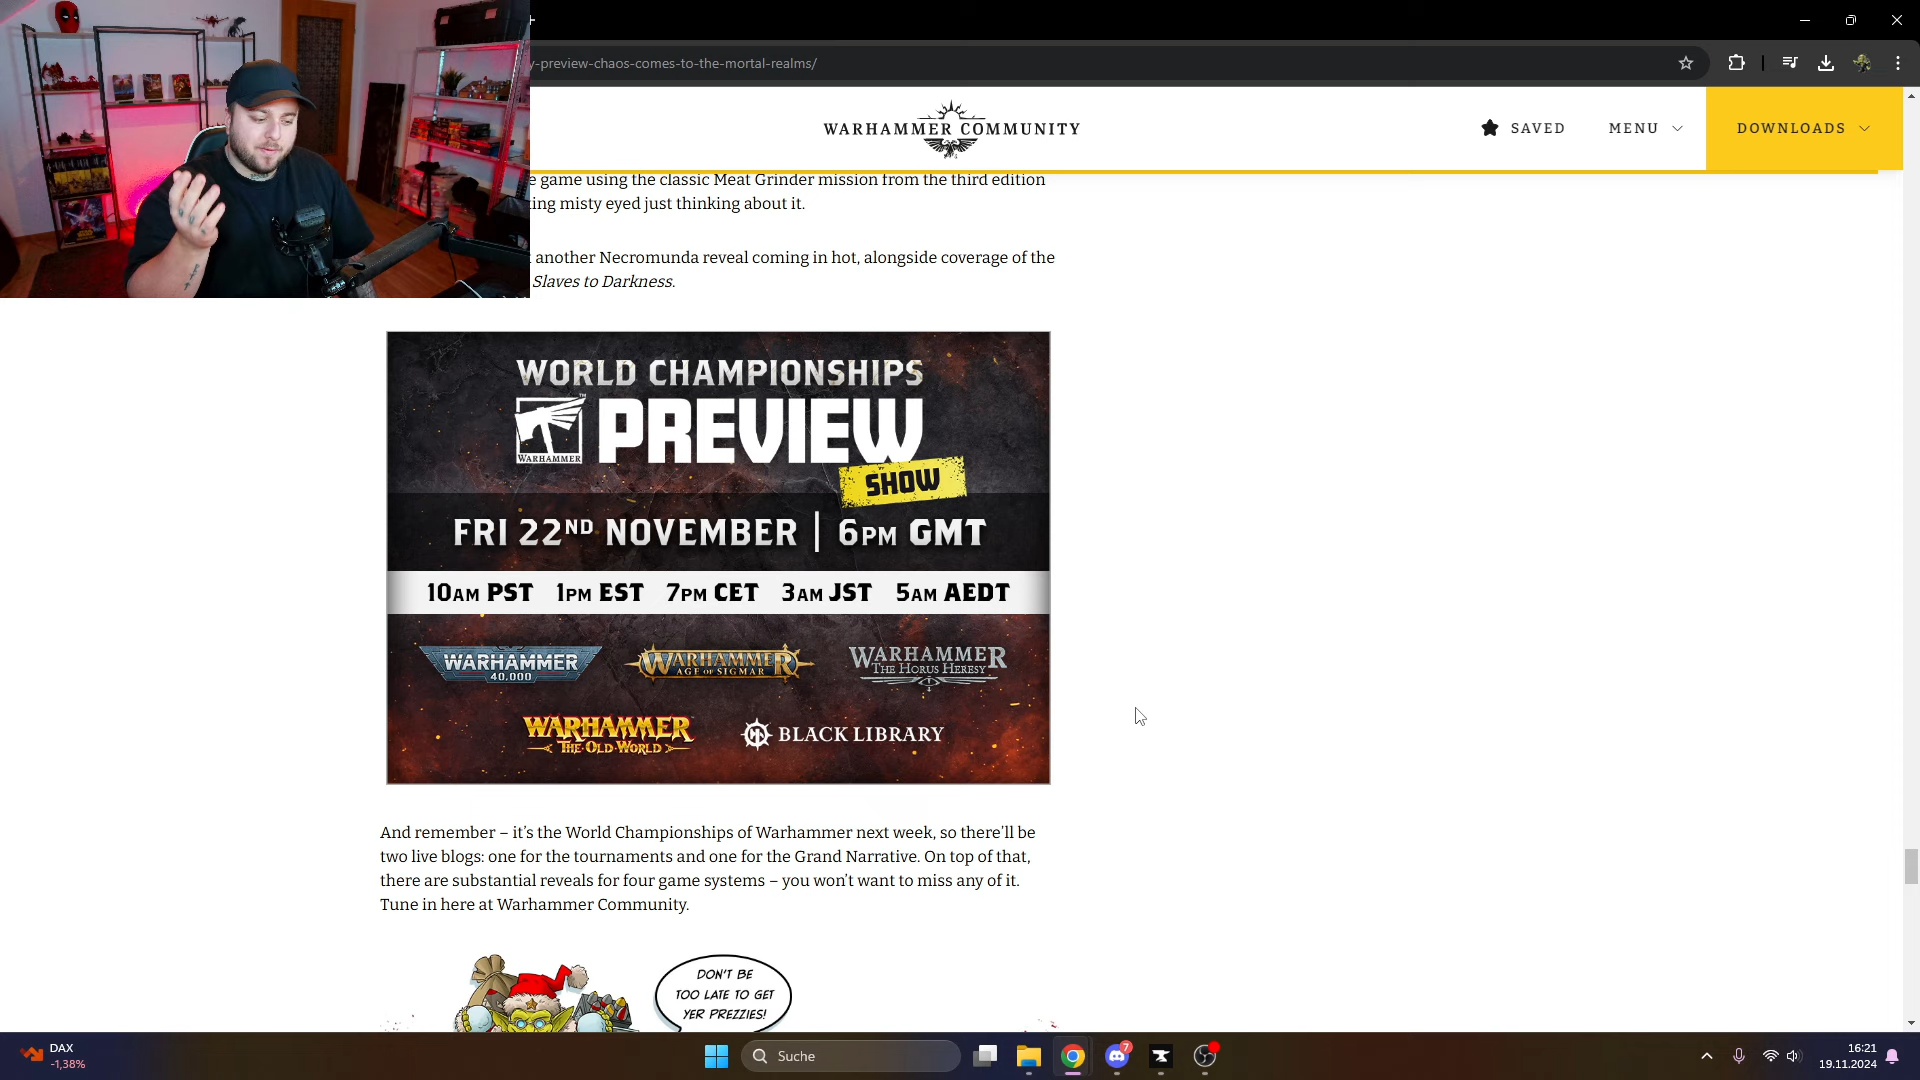 y-preview-chaos-comes-to-the-mortal-realms/
WARHAMMER COMMUNITY
SAVED
MENU
DOWNLOADS
e game using the classic Meat Grinder mission from the third edition
ing misty eyed just thinking about it.
another Necromunda reveal coming in hot, alongside coverage of the
Slaves to Darkness.
WORLD CHAMPIONSHIPS
WARHAMMER
TM
PREVIEW
SHOW
FRI 22ND NOVEMBER | 6PM GMT
10AM PST 1PM EST 7PM CET 3AM JST 5AM AEDT
WARHAMMER
40,000
WARHAMMER
AGE OF SIGMAR
WARHAMMER
THE HORUS HERESY
WARHAMMER
THE OLD WORLD
BLACK LIBRARY
And remember – it's the World Championships of Warhammer next week, so there'll be
two live blogs: one for the tournaments and one for the Grand Narrative. On top of that,
there are substantial reveals for four game systems – you won't want to miss any of it.
Tune in here at Warhammer Community.
DON'T BE
TOO LATE TO GET
YER PREZZIES!
DAX
-1,38%
Suche
7
16:21
19.11.2024